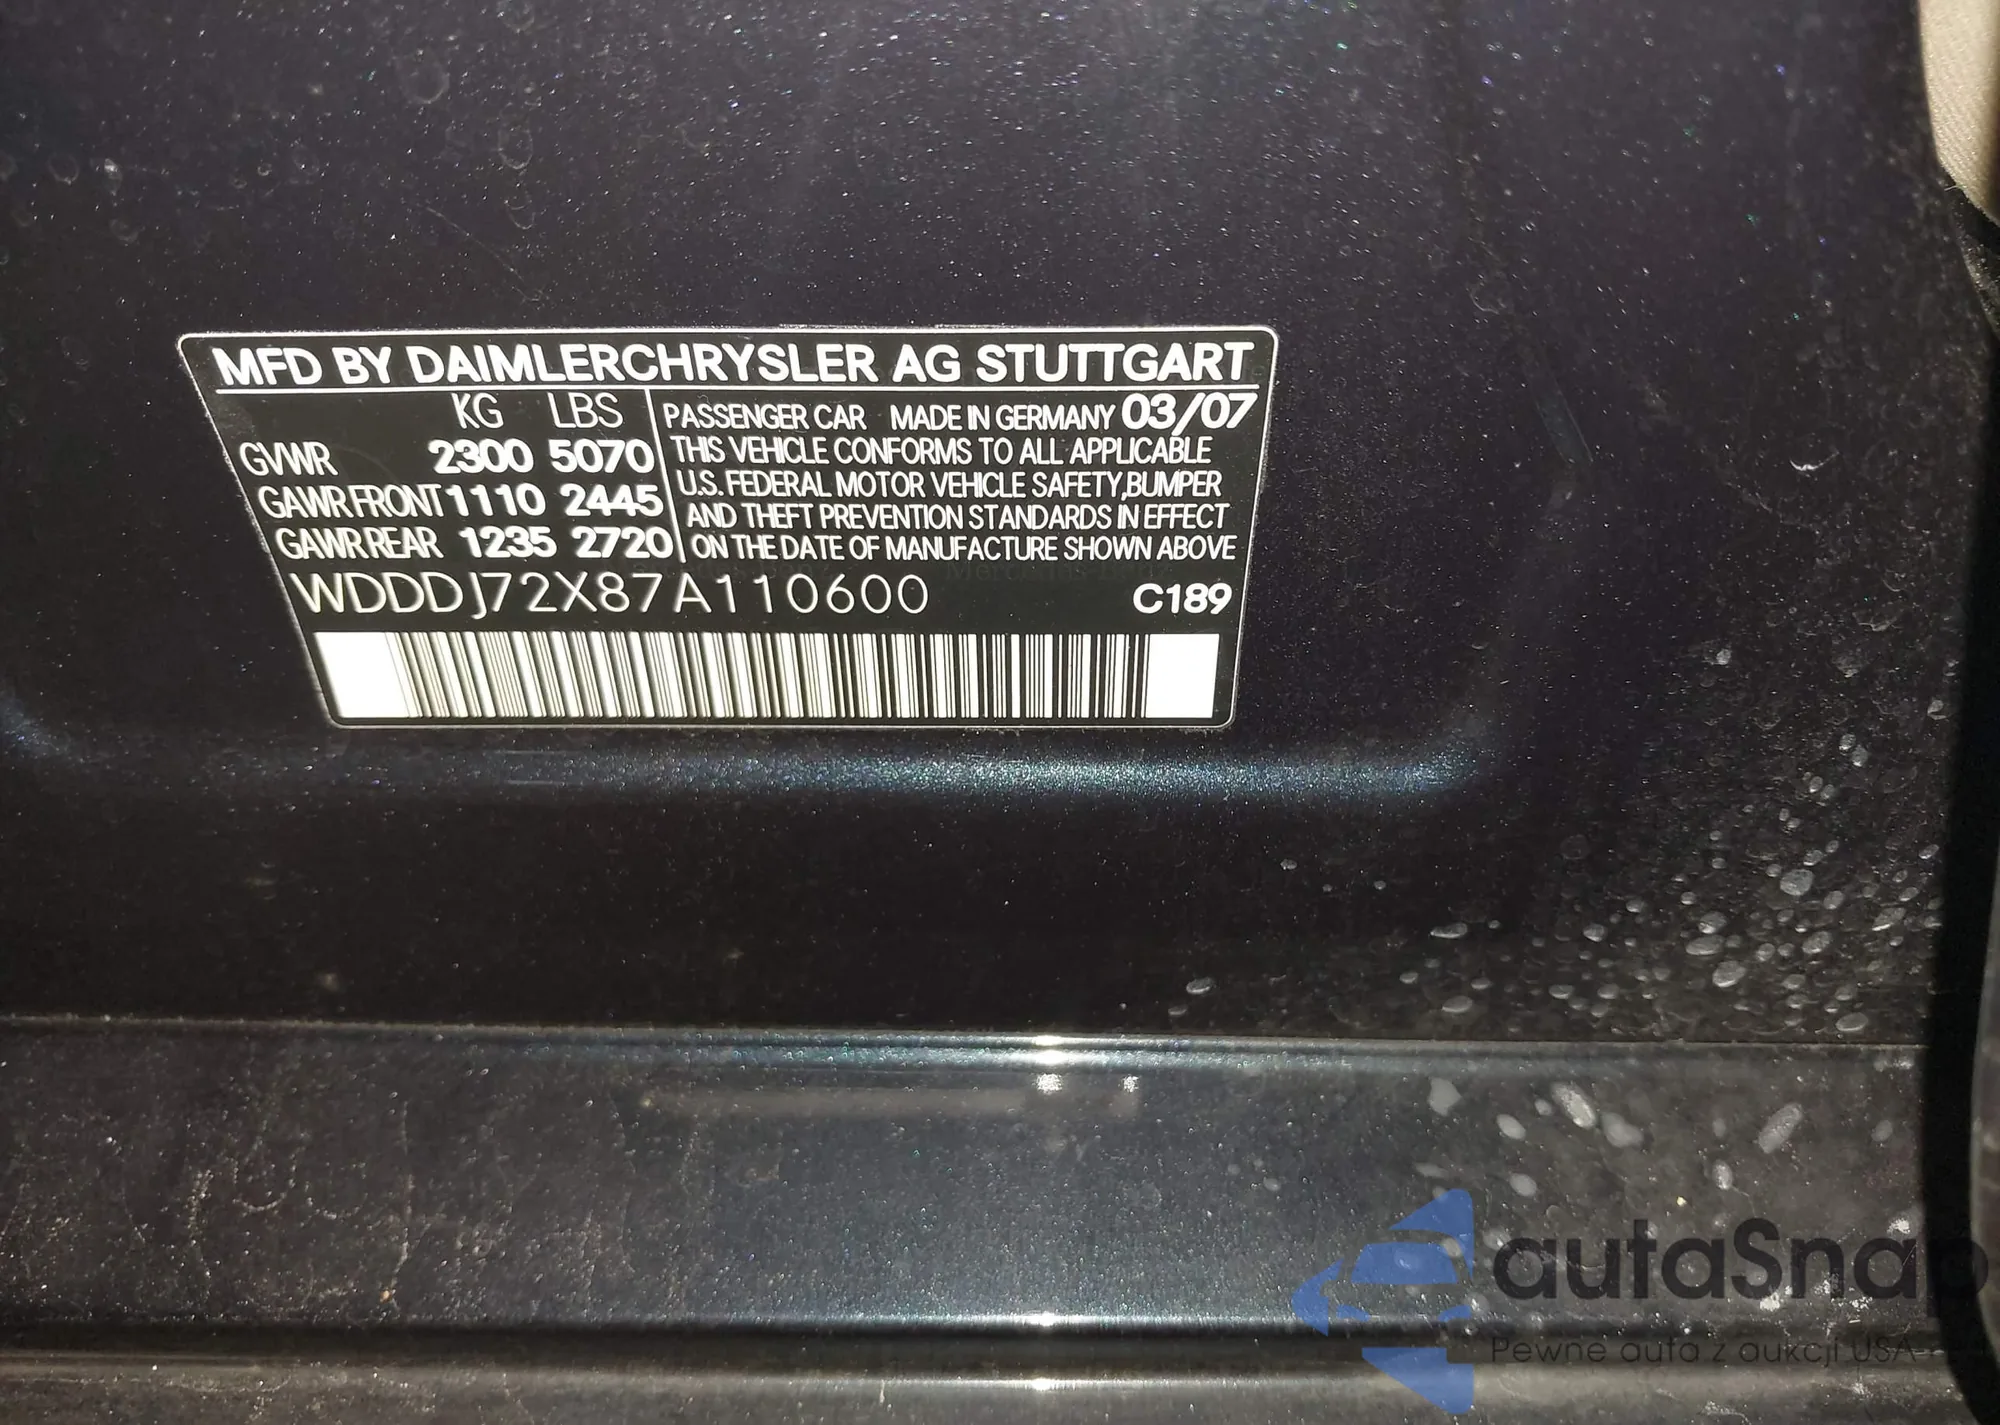 MFD BY DAIMLERCHRYSLER AG STUTTGART
KG LBS
GVWR 2300 5070
GAWR FRONT 1110 2445
GAWR REAR 1235 2720
PASSENGER CAR MADE IN GERMANY 03/07
THIS VEHICLE CONFORMS TO ALL APPLICABLE
U.S. FEDERAL MOTOR VEHICLE SAFETY,BUMPER
AND THEFT PREVENTION STANDARDS IN EFFECT
ON THE DATE OF MANUFACTURE SHOWN ABOVE
WDDDJ72X87A110600 C189
autaSnap
Pewne auta z aukcji USA